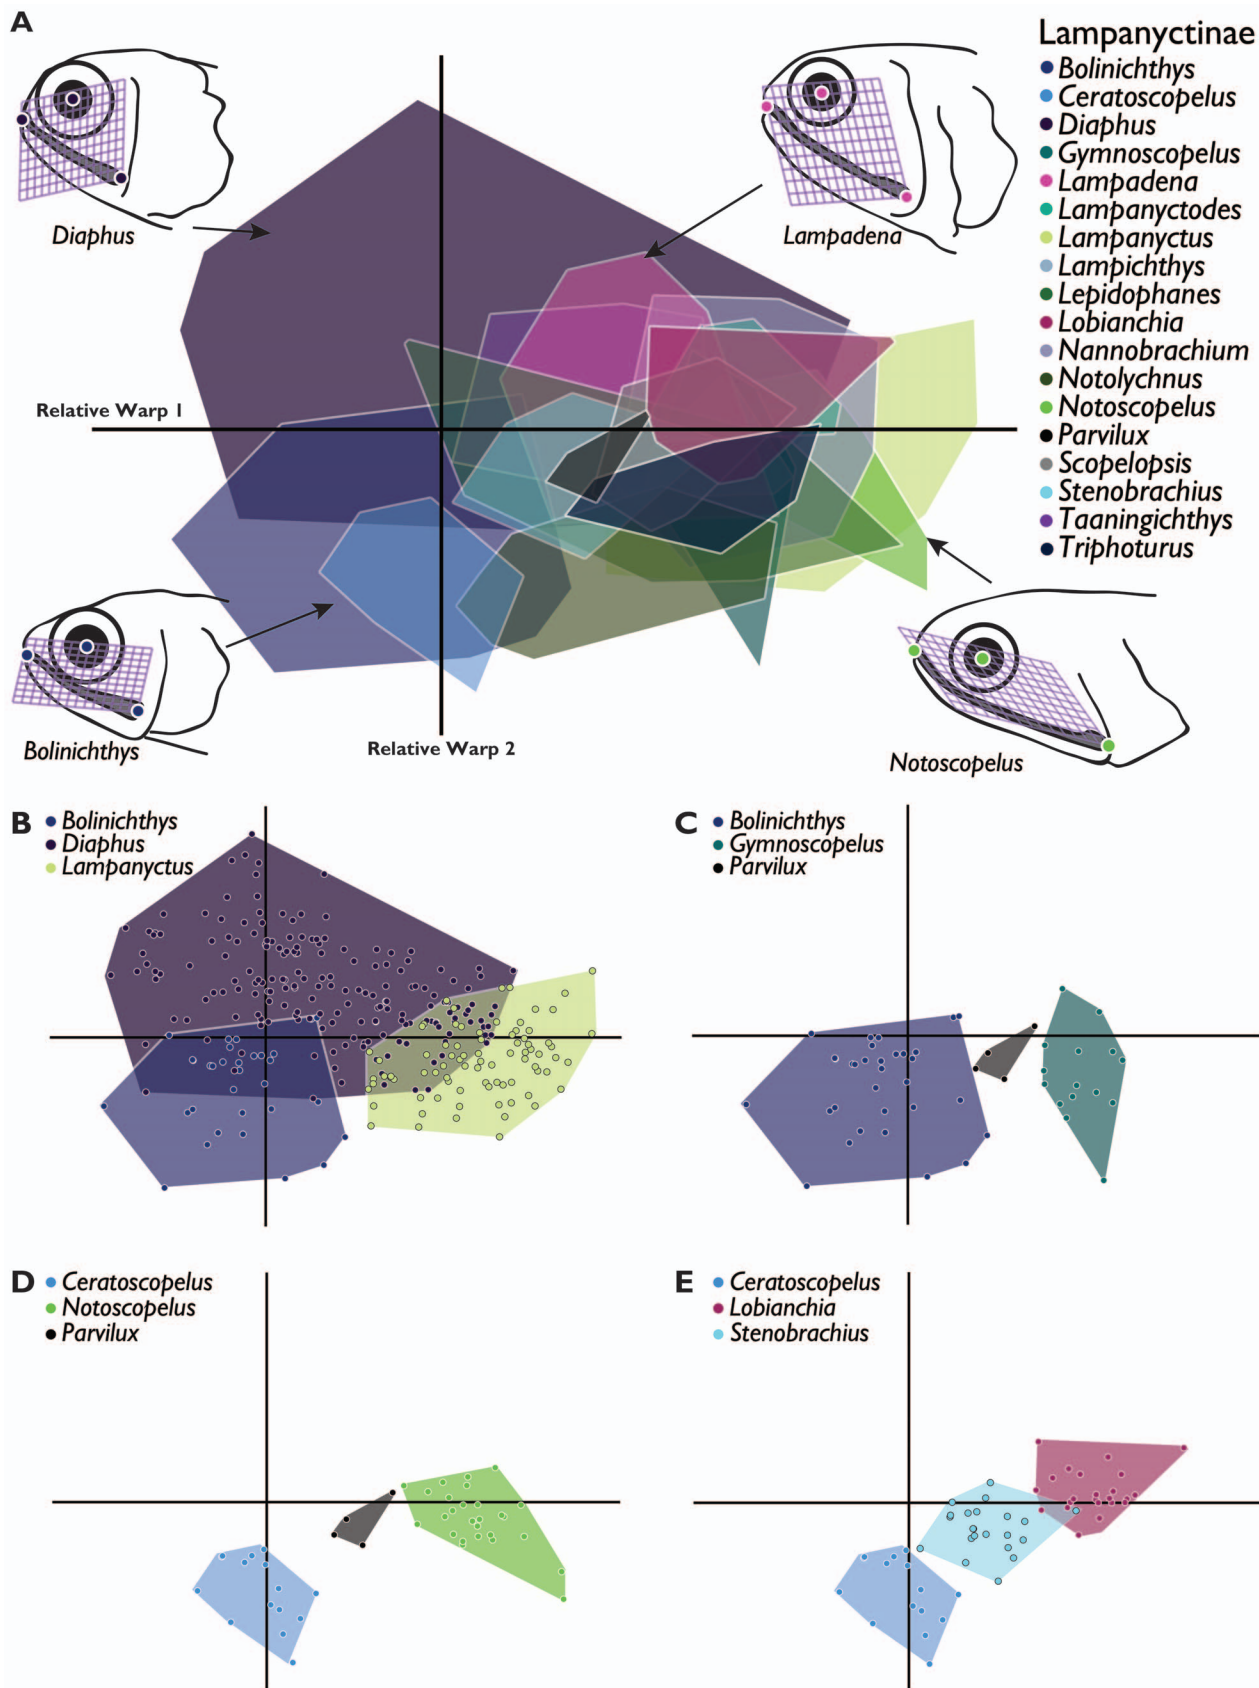 A
Lampanyctinae
Bolinichthys
Ceratoscopelus
Diaphus
Gymnoscopelus
Lampadena
Lampanyctodes
Lampanyctus
Lampichthys
Lepidophanes
Lobianchia
Nannobrachium
Notolychnus
Notoscopelus
Parvilux
Scopelopsis
Stenobrachius
Taaningichthys
Triphoturus
Diaphus
Lampadena
Relative Warp 1
Relative Warp 2
Bolinichthys
Notoscopelus
B
Bolinichthys
Diaphus
Lampanyctus
C
Bolinichthys
Gymnoscopelus
Parvilux
D
Ceratoscopelus
Notoscopelus
Parvilux
E
Ceratoscopelus
Lobianchia
Stenobrachius